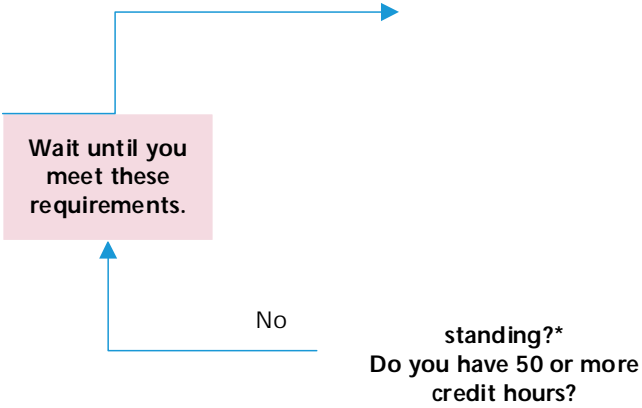 Wait until you
meet these
requirements.
No
standing?*
Do you have 50 or more
credit hours?